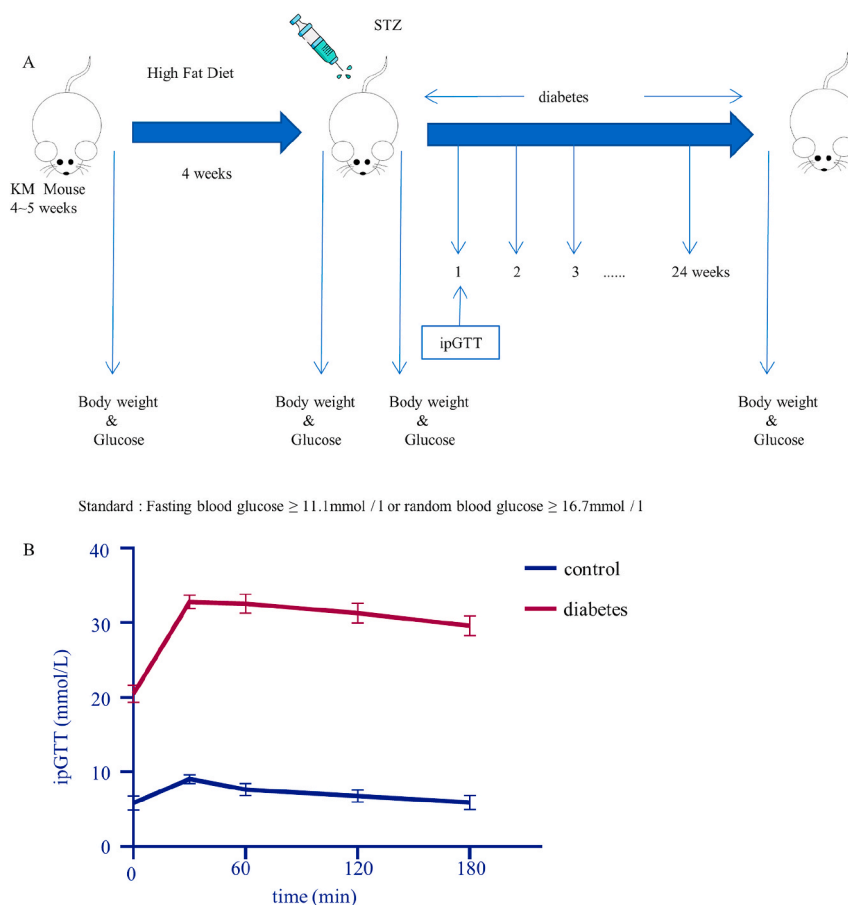 STZ
A
High Fat Diet
diabetes
4 weeks
KM Mouse
4~5 weeks
1 2 3 ...... 24 weeks
ipGTT
Body weight
&
Glucose
Body weight
&
Glucose
Body weight
&
Glucose
Body weight
&
Glucose
Standard : Fasting blood glucose ≥ 11.1mmol / l or random blood glucose ≥ 16.7mmol / l
B
40
30
20
10
0
ipGTT (mmol/L)
control
diabetes
0 60 120 180
time (min)